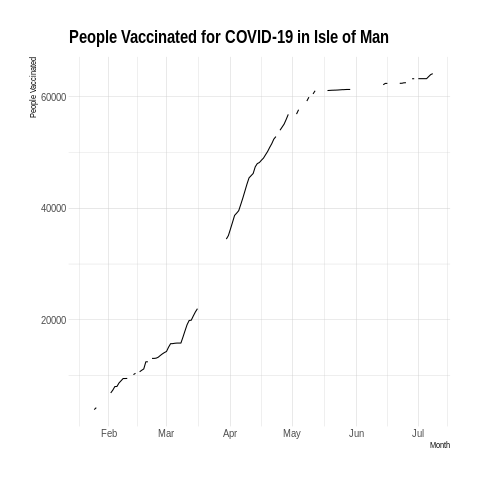 People Vaccinated for COVID-19 in Isle of Man
People Vaccinated
60000
40000
20000
Feb Mar Apr May Jun Jul
Month